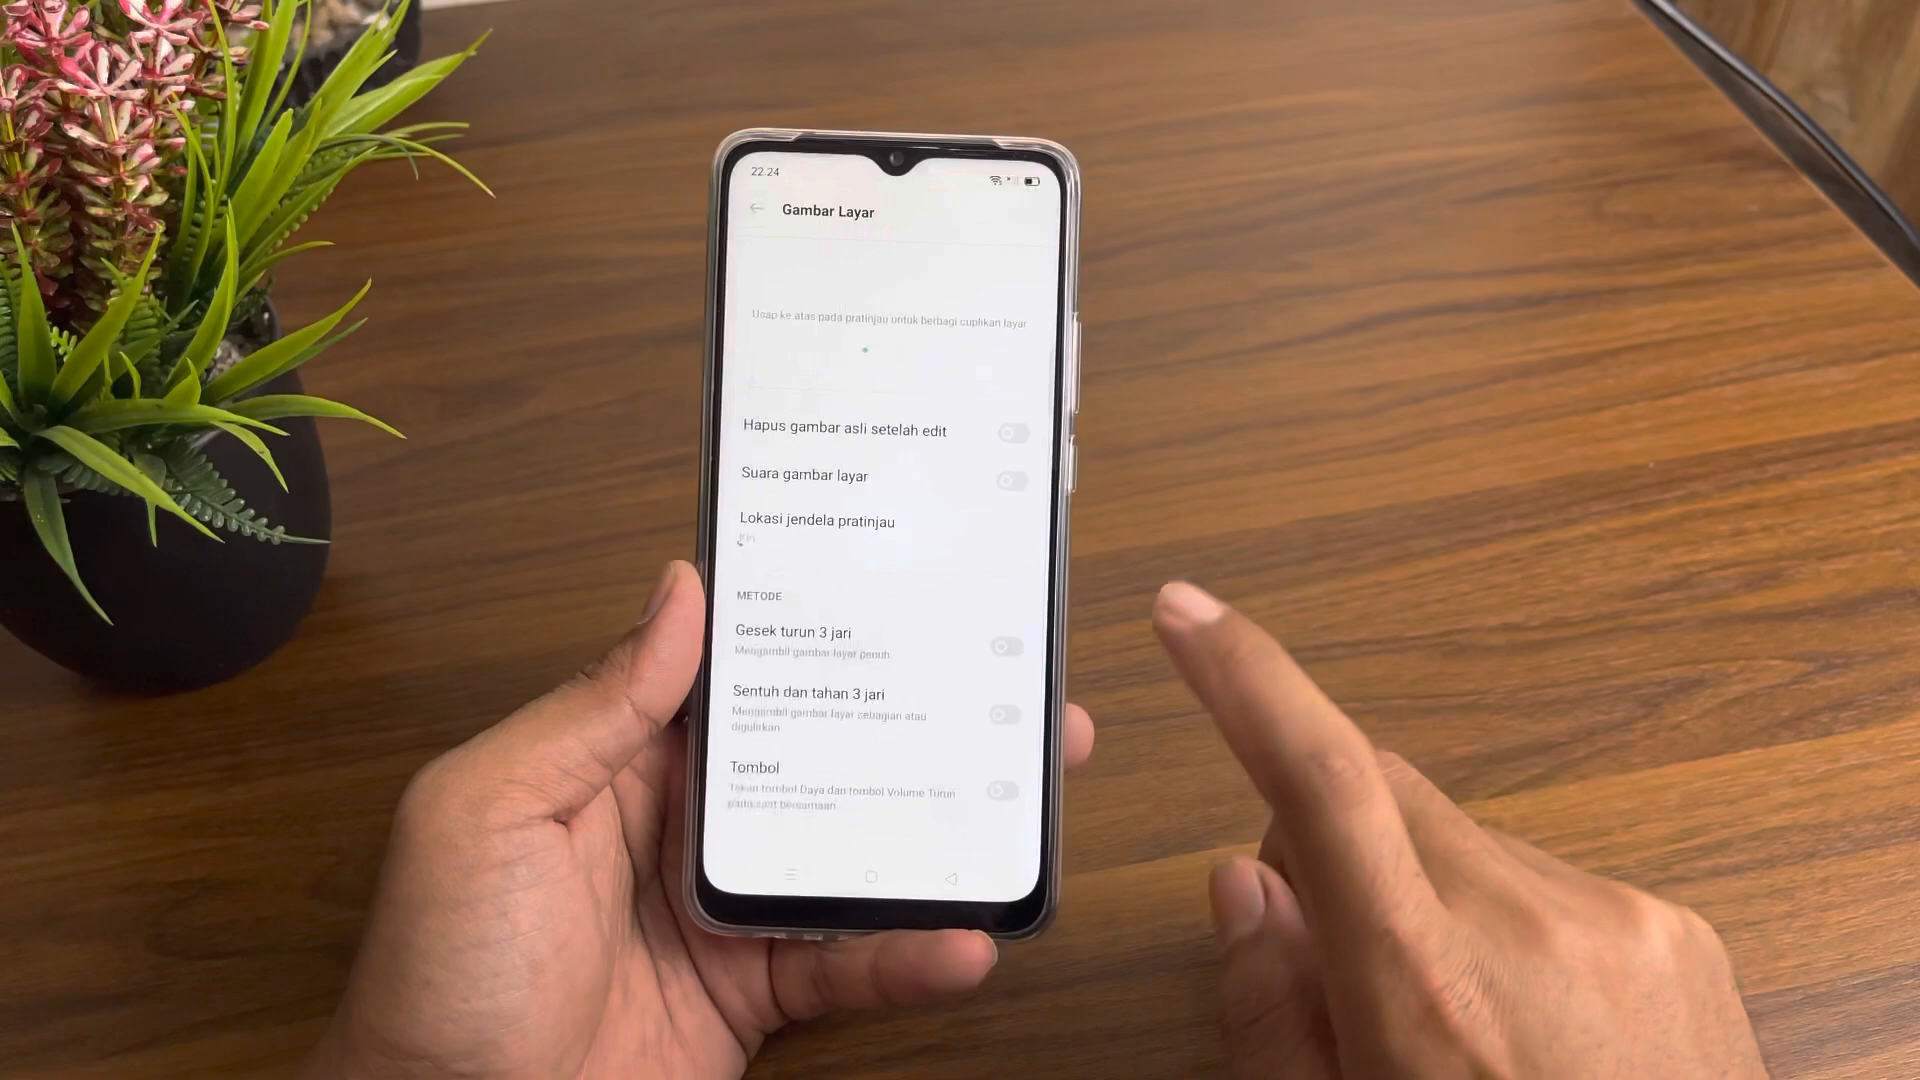 22.24
Gambar Layar
Usap ke atas pada pratinjau untuk berbagi cuplikan layar
Hapus gambar asli setelah edit
Suara gambar layar
Lokasi jendela pratinjau
METODE
Gesek turun 3 jari
Mengambil gambar layar penuh.
Sentuh dan tahan 3 jari
Mengambil gambar layar sebagian atau
digulirkan
Tombol
Tekan tombol Daya dan tombol Volume Turun
pada saat bersamaan.